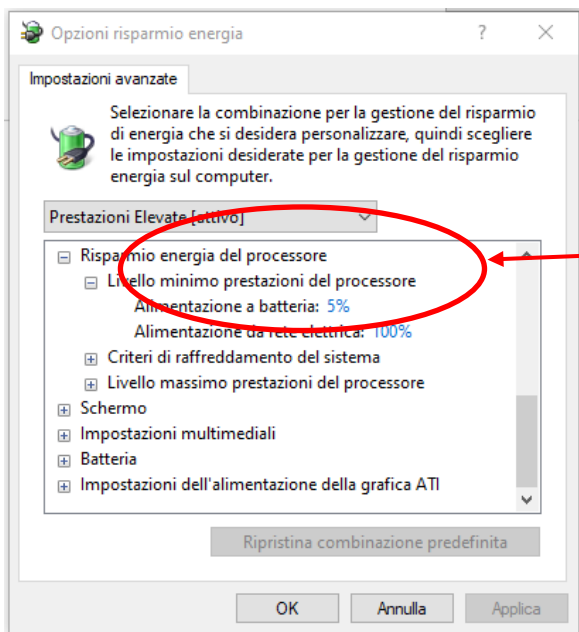 Opzioni risparmio energia
?
Impostazioni avanzate
Selezionare la combinazione per la gestione del risparmio
di energia che si desidera personalizzare, quindi scegliere
le impostazioni desiderate per la gestione del risparmio
energia sul computer.
Prestazioni Elevate [attivo]
Risparmio energia del processore
Livello minimo prestazioni del processore
Alimentazione a batteria: 5%
Alimentazione da rete elettrica: 100%
Criteri di raffreddamento del sistema
Livello massimo prestazioni del processore
Schermo
Impostazioni multimediali
Batteria
Impostazioni dell'alimentazione della grafica ATI
Ripristina combinazione predefinita
OK Annulla Applica